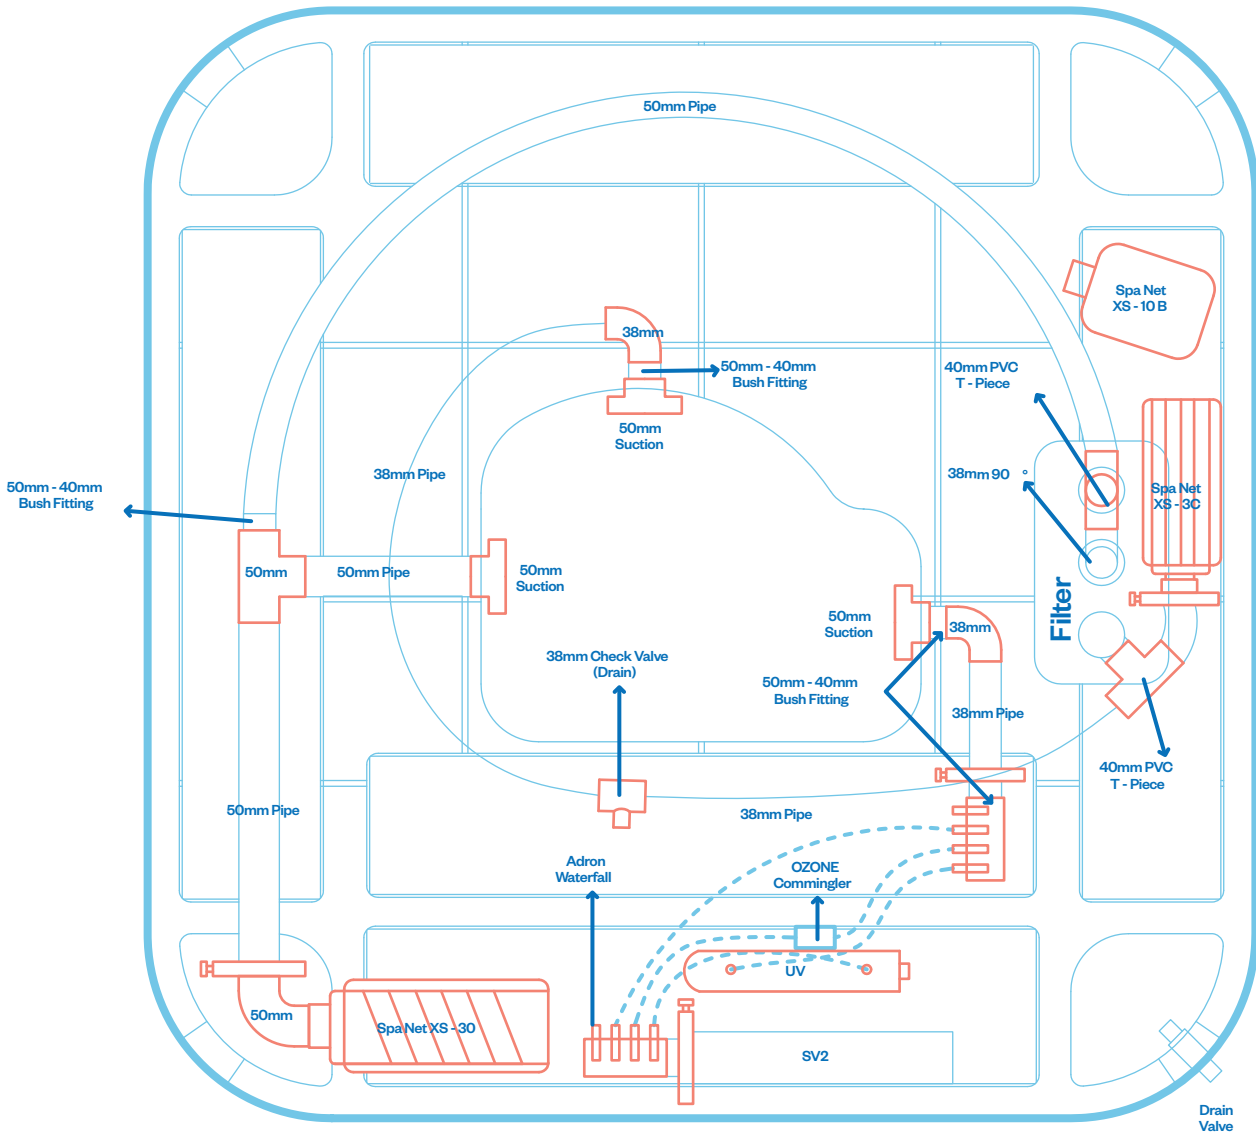 50mm Pipe
Spa Net
XS - 10 B
38mm
50mm - 40mm
Bush Fitting
40mm PVC
T - Piece
50mm
Suction
38mm Pipe
38mm 90 °
Spa Net
XS - 3C
50mm - 40mm
Bush Fitting
50mm
50mm Pipe
50mm
Suction
Filter
50mm
Suction
38mm
38mm Check Valve
(Drain)
50mm - 40mm
Bush Fitting
38mm Pipe
40mm PVC
T - Piece
50mm Pipe
38mm Pipe
Adron
Waterfall
OZONE
Commingler
UV
50mm
Spa Net XS - 30
SV2
Drain
Valve